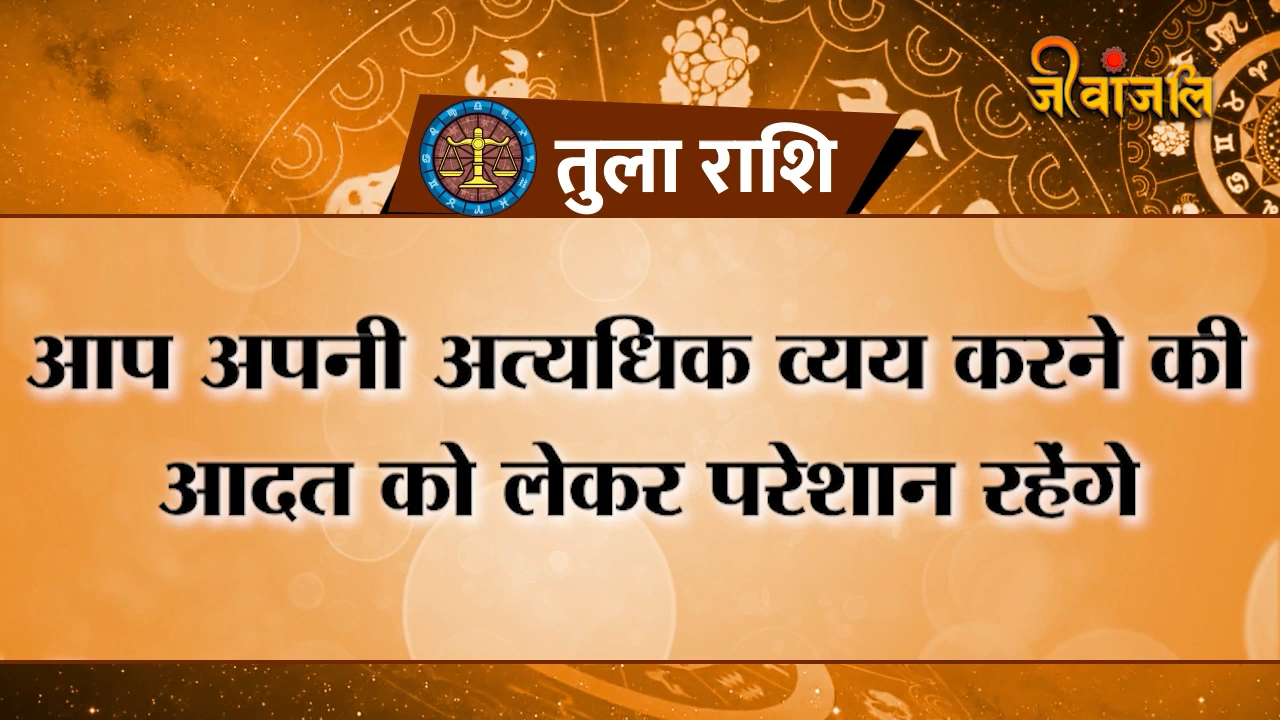 जीवांजलि
तुला राशि
आप अपनी अत्यधिक व्यय करने की
आदत को लेकर परेशान रहेंगे